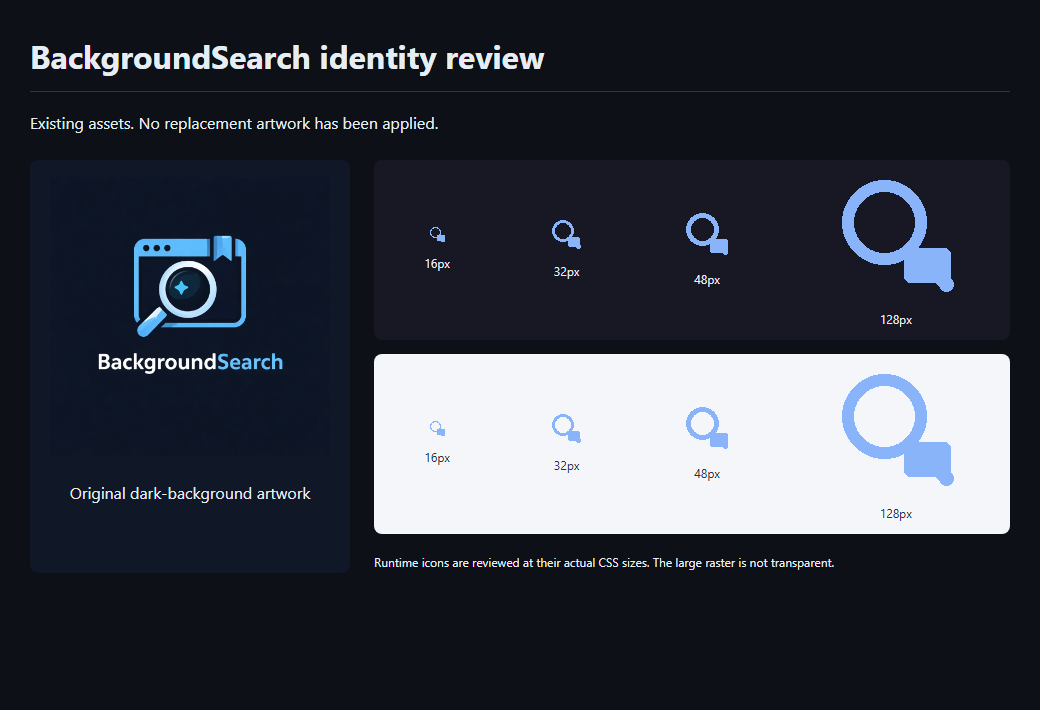 BackgroundSearch identity review
Existing assets. No replacement artwork has been applied.
BackgroundSearch
Original dark-background artwork
16px
32px
48px
128px
16px
32px
48px
128px
Runtime icons are reviewed at their actual CSS sizes. The large raster is not transparent.